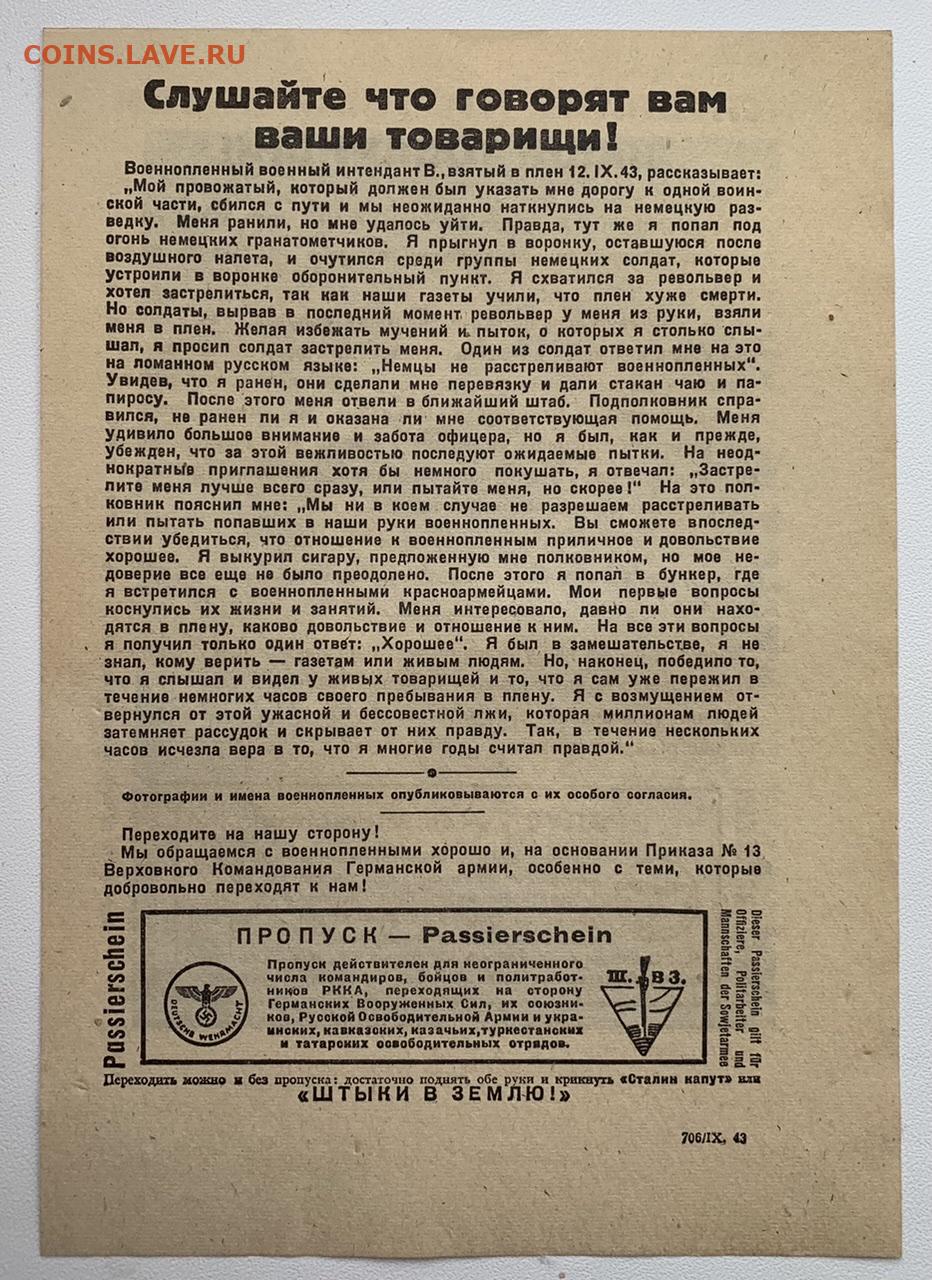 COINS.LAVE.RU
Слушайте что говорят вам
ваши товарищи!
Военнопленный военный интендант В., взятый в плен 12. IX. 43, рассказывает:
„Мой провожатый, который должен был указать мне дорогу к одной воин-
ской части, сбился с пути и мы неожиданно наткнулись на немецкую раз-
ведку. Меня ранили, но мне удалось уйти. Правда, тут же я попал под
огонь немецких гранатометчиков. Я прыгнул в воронку, оставшуюся после
воздушного налета, и очутился среди группы немецких солдат, которые
устроили в воронке оборонительный пункт. Я схватился за револьвер и
хотел застрелиться, так как наши газеты учили, что плен хуже смерти.
Но солдаты, вырвав в последний момент револьвер у меня из руки, взяли
меня в плен. Желая избежать мучений и пыток, о которых я столько слы-
шал, я просип солдат застрелить меня. Один из солдат ответил мне на это
на ломанном русском языке: „Немцы не расстреливают военнопленных“.
Увидев, что я ранен, они сделали мне перевязку и дали стакан чаю и па-
пиросу. После этого меня отвели в ближайший штаб. Подполковник спра-
вился, не ранен ли я и оказана ли мне соответствующая помощь. Меня
удивило большое внимание и забота офицера, но я был, как и прежде,
убежден, что за этой вежливостью последуют ожидаемые пытки. На неод-
нократные приглашения хотя бы немного покушать, я отвечал: „Застре-
лите меня лучше всего сразу, или пытайте меня, но скорее!“ На это пол-
ковник пояснил мне: „Мы ни в коем случае не разрешаем расстреливать
или пытать попавших в наши руки военнопленных. Вы сможете впослед-
ствии убедиться, что отношение к военнопленным приличное и довольствие
хорошее. Я выкурил сигару, предложенную мне полковником, но мое не-
доверие все еще не было преодолено. После этого я попал в бункер, где
я встретился с военнопленными красноармейцами. Мои первые вопросы
коснулись их жизни и занятий. Меня интересовало, давно ли они нахо-
дятся в плену, каково довольствие и отношение к ним. На все эти вопросы
я получил только один ответ: „Хорошее“. Я был в замешательстве, я не
знал, кому верить — газетам или живым людям. Но, наконец, победило то,
что я слышал и видел у живых товарищей и то, что я сам уже пережил в
течение немногих часов своего пребывания в плену. Я с возмущением от-
вернулся от этой ужасной и бессовестной лжи, которая миллионам людей
затемняет рассудок и скрывает от них правду. Так, в течение нескольких
часов исчезла вера в то, что я многие годы считал правдой.“
Фотографии и имена военнопленных опубликовываются с их особого согласия.
Переходите на нашу сторону!
Мы обращаемся с военнопленными хорошо и, на основании Приказа № 13
Верховного Командования Германской армии, особенно с теми, которые
добровольно переходят к нам!
Passierschein
ПРОПУСК — Passierschein
Пропуск действителен для неограниченного
числа командиров, бойцов и политработ-
ников РККА, переходящих на сторону
Германских Вооруженных Сил, их союзни-
ков, Русской Освободительной Армии и укра-
инских, кавказских, казачьих, туркестанских
и татарских освободительных отрядов.
DEUTSCHE WEHRMACHT
Ш. В З.
Dieser Passierschein gilt für
Offiziere, Politarbeiter und
Mannschaften der Sowjetarmee
Переходить можно и без пропуска: достаточно поднять обе руки и крикнуть «Сталин капут» или
«ШТЫКИ В ЗЕМЛЮ!»
706/IX. 43